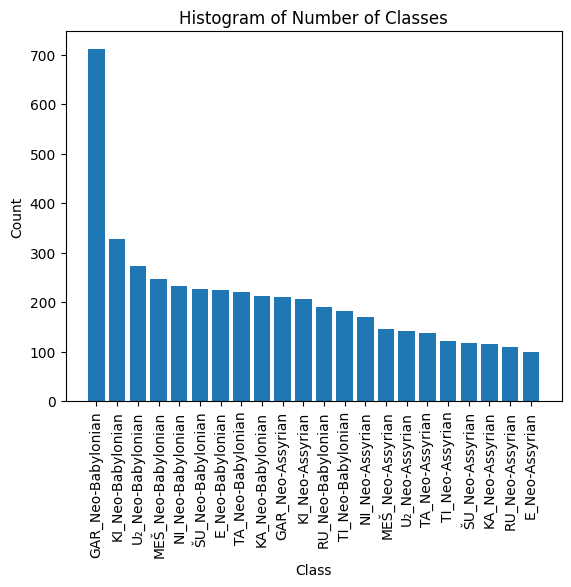 Histogram of Number of Classes
Count
700
600
500
400
300
200
100
0
GAR_Neo-Babylonian
KI_Neo-Babylonian
U₂_Neo-Babylonian
MEŠ_Neo-Babylonian
NI_Neo-Babylonian
ŠU_Neo-Babylonian
E_Neo-Babylonian
TA_Neo-Babylonian
KA_Neo-Babylonian
GAR_Neo-Assyrian
KI_Neo-Assyrian
RU_Neo-Babylonian
TI_Neo-Babylonian
NI_Neo-Assyrian
MEŠ_Neo-Assyrian
U₂_Neo-Assyrian
TA_Neo-Assyrian
TI_Neo-Assyrian
ŠU_Neo-Assyrian
KA_Neo-Assyrian
RU_Neo-Assyrian
E_Neo-Assyrian
Class